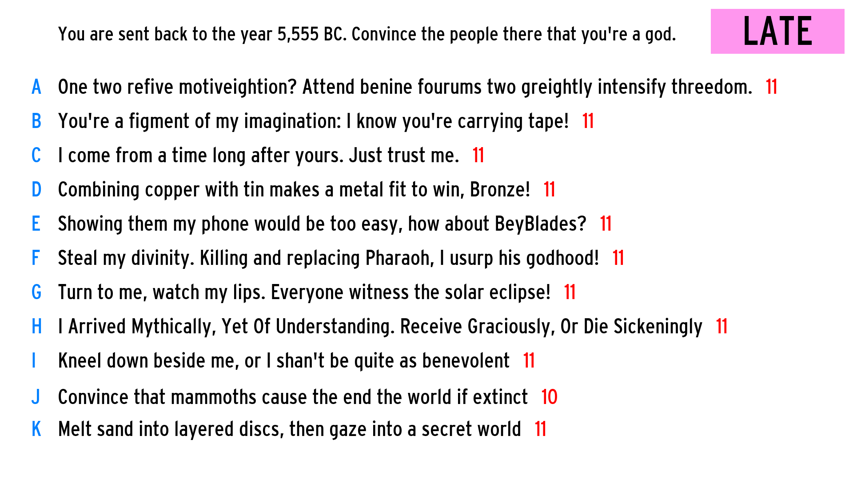 You are sent back to the year 5,555 BC. Convince the people there that you're a god.
LATE
A One two refive motiveightion? Attend benine fourums two greightly intensify threedom. 11
B You're a figment of my imagination: I know you're carrying tape! 11
C I come from a time long after yours. Just trust me. 11
D Combining copper with tin makes a metal fit to win, Bronze! 11
E Showing them my phone would be too easy, how about BeyBlades? 11
F Steal my divinity. Killing and replacing Pharaoh, I usurp his godhood! 11
G Turn to me, watch my lips. Everyone witness the solar eclipse! 11
H I Arrived Mythically, Yet Of Understanding. Receive Graciously, Or Die Sickeningly 11
I Kneel down beside me, or I shan't be quite as benevolent 11
J Convince that mammoths cause the end the world if extinct 10
K Melt sand into layered discs, then gaze into a secret world 11